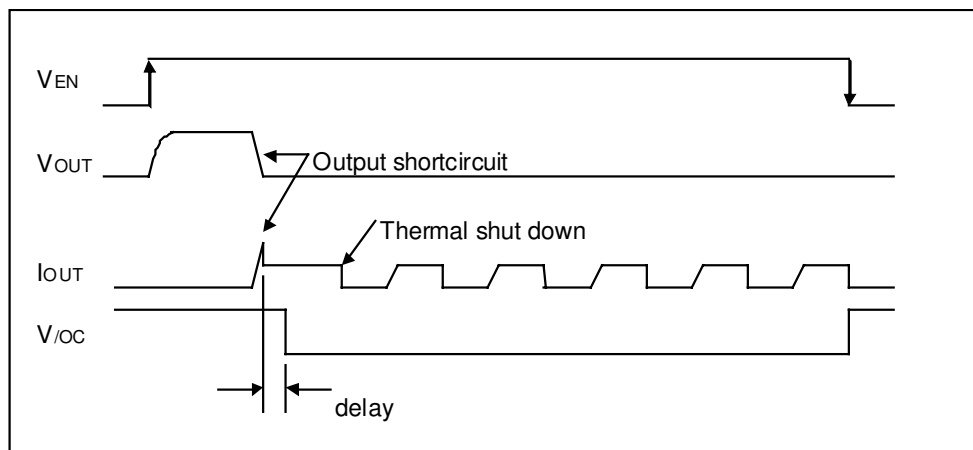 VEN
VOUT
Output shortcircuit
Thermal shut down
IOUT
V/OC
delay